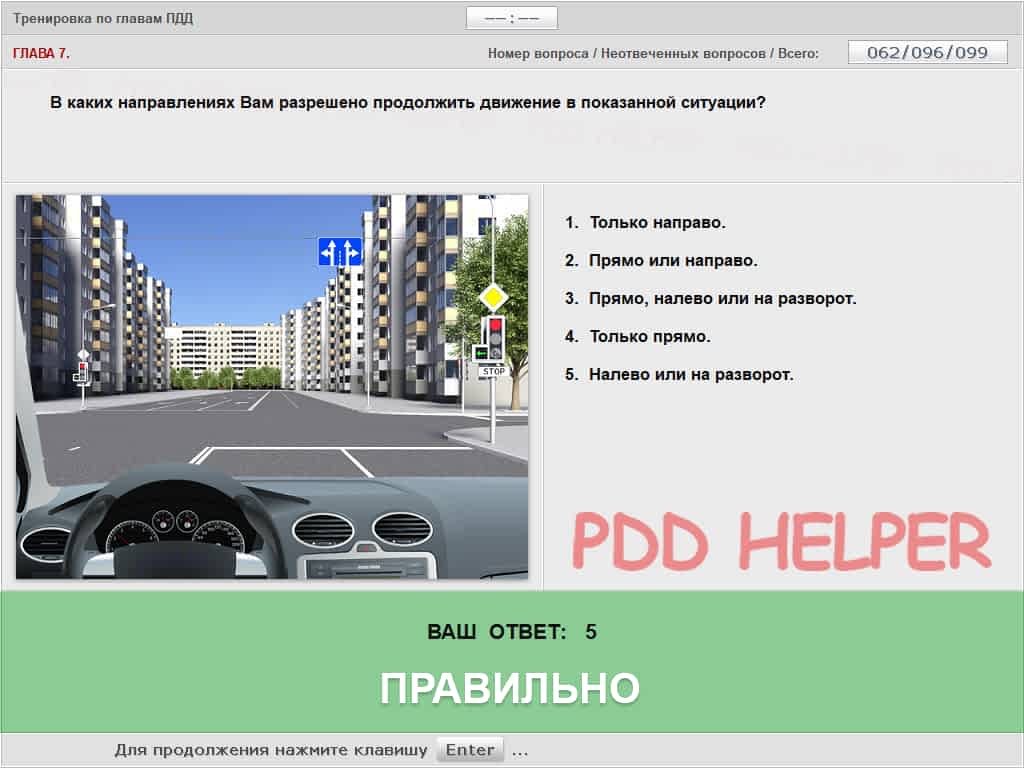 Тренировка по главам ПДД
——:——
ГЛАВА 7.
Номер вопроса / Неотвеченных вопросов / Всего: 062/096/099
В каких направлениях Вам разрешено продолжить движение в показанной ситуации?
STOP
1. Только направо.
2. Прямо или направо.
3. Прямо, налево или на разворот.
4. Только прямо.
5. Налево или на разворот.
PDD HELPER
ВАШ ОТВЕТ: 5
ПРАВИЛЬНО
Для продолжения нажмите клавишу Enter ...